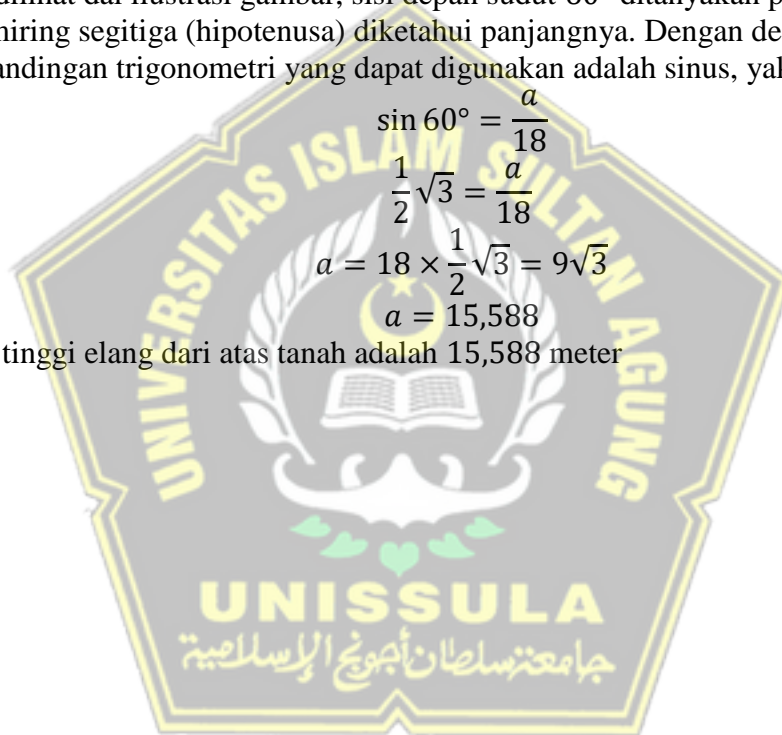 dilihat dari ilustrasi gambar, sisi depan sudut 60° ditanyakan
miring segitiga (hipotenusa) diketahui panjangnya. Dengan
andingan trigonometri yang dapat digunakan adalah sinus,
sin 60° = a/18
1/2 √3 = a/18
a = 18 × 1/2 √3 = 9√3
a = 15,588
tinggi elang dari atas tanah adalah 15,588 meter
UNIVERSITAS ISLAM SULTAN AGUNG
UNISSULA
جامعة سلطان أجونج الإسلامية